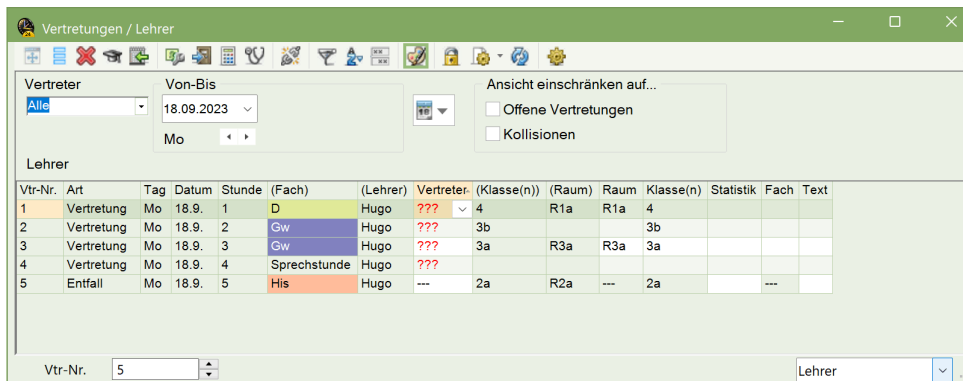 Vertretungen / Lehrer
Vertreter Von-Bis Ansicht einschränken auf...
Alle 18.09.2023 Offene Vertretungen
Mo Kollisionen
Lehrer
Vtr-Nr. Art Tag Datum Stunde (Fach) (Lehrer) Vertreter (Klasse(n)) (Raum) Raum Klasse(n) Statistik Fach Text
1 Vertretung Mo 18.9. 1 D Hugo ??? 4 R1a R1a 4
2 Vertretung Mo 18.9. 2 Gw Hugo ??? 3b 3b
3 Vertretung Mo 18.9. 3 Gw Hugo ??? 3a R3a R3a 3a
4 Vertretung Mo 18.9. 4 Sprechstunde Hugo ???
5 Entfall Mo 18.9. 5 His Hugo --- 2a R2a --- 2a ---
Vtr-Nr. 5 Lehrer